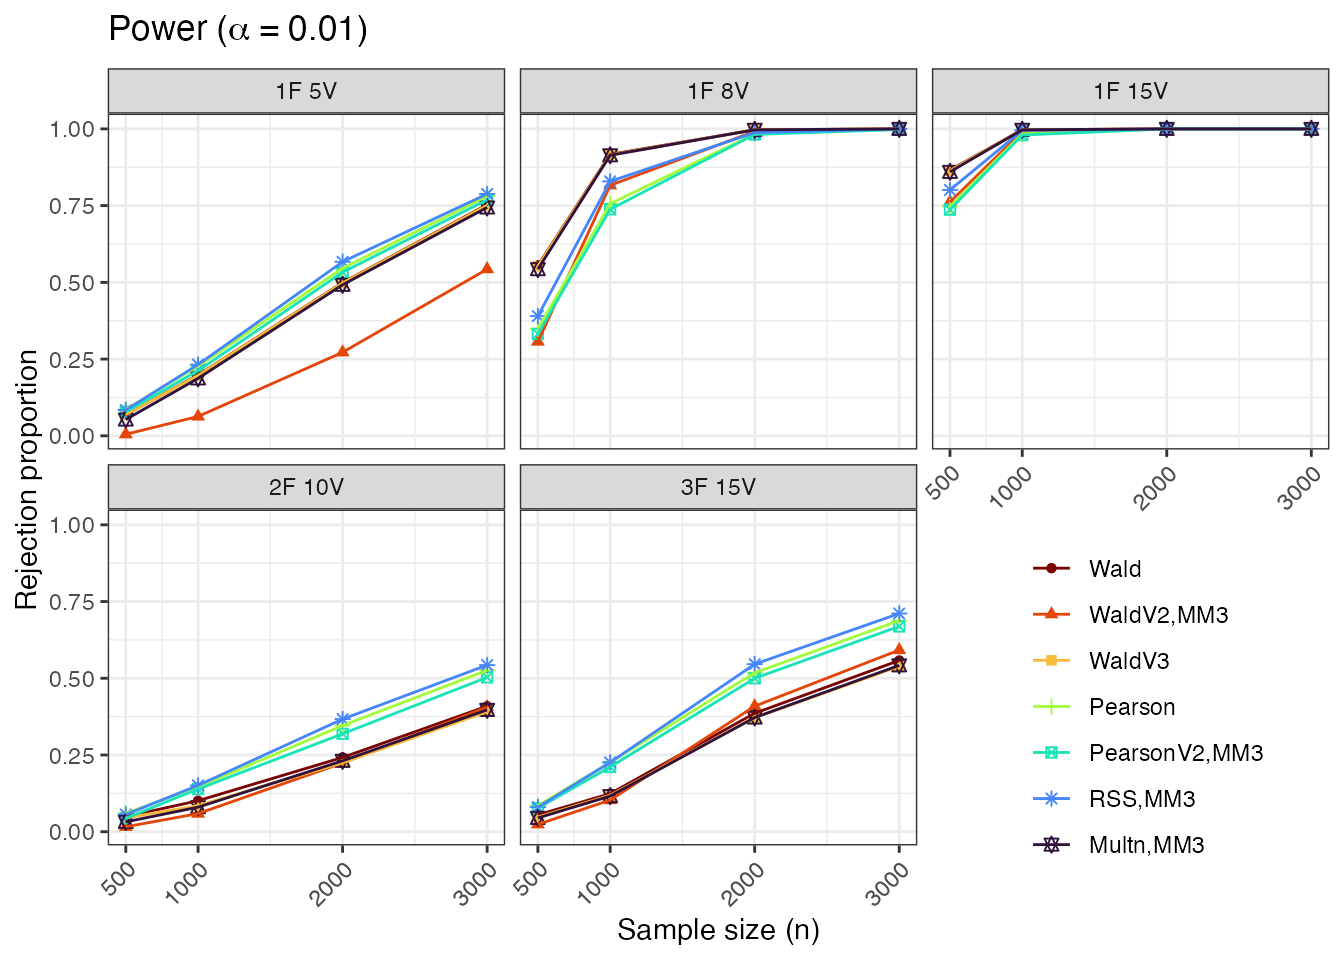 Power (α = 0.01)
1F 5V
1F 8V
1F 15V
1.00
0.75
0.50
0.25
0.00
500
1000
2000
3000
2F 10V
3F 15V
1.00
0.75
0.50
0.25
0.00
500
1000
2000
3000
500
1000
2000
3000
Rejection proportion
Sample size (n)
Wald
WaldV2,MM3
WaldV3
Pearson
PearsonV2,MM3
RSS,MM3
Multn,MM3